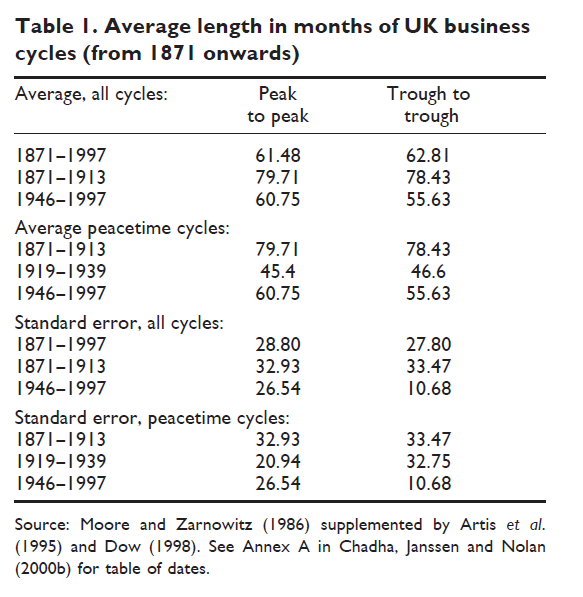 Table 1. Average length in months of UK business
cycles (from 1871 onwards)
Average, all cycles: Peak to peak Trough to trough
1871–1997 61.48 62.81
1871–1913 79.71 78.43
1946–1997 60.75 55.63
Average peacetime cycles:
1871–1913 79.71 78.43
1919–1939 45.4 46.6
1946–1997 60.75 55.63
Standard error, all cycles:
1871–1997 28.80 27.80
1871–1913 32.93 33.47
1946–1997 26.54 10.68
Standard error, peacetime cycles:
1871–1913 32.93 33.47
1919–1939 20.94 32.75
1946–1997 26.54 10.68
Source: Moore and Zarnowitz (1986) supplemented by Artis et al.
(1995) and Dow (1998). See Annex A in Chadha, Janssen and Nolan
(2000b) for table of dates.